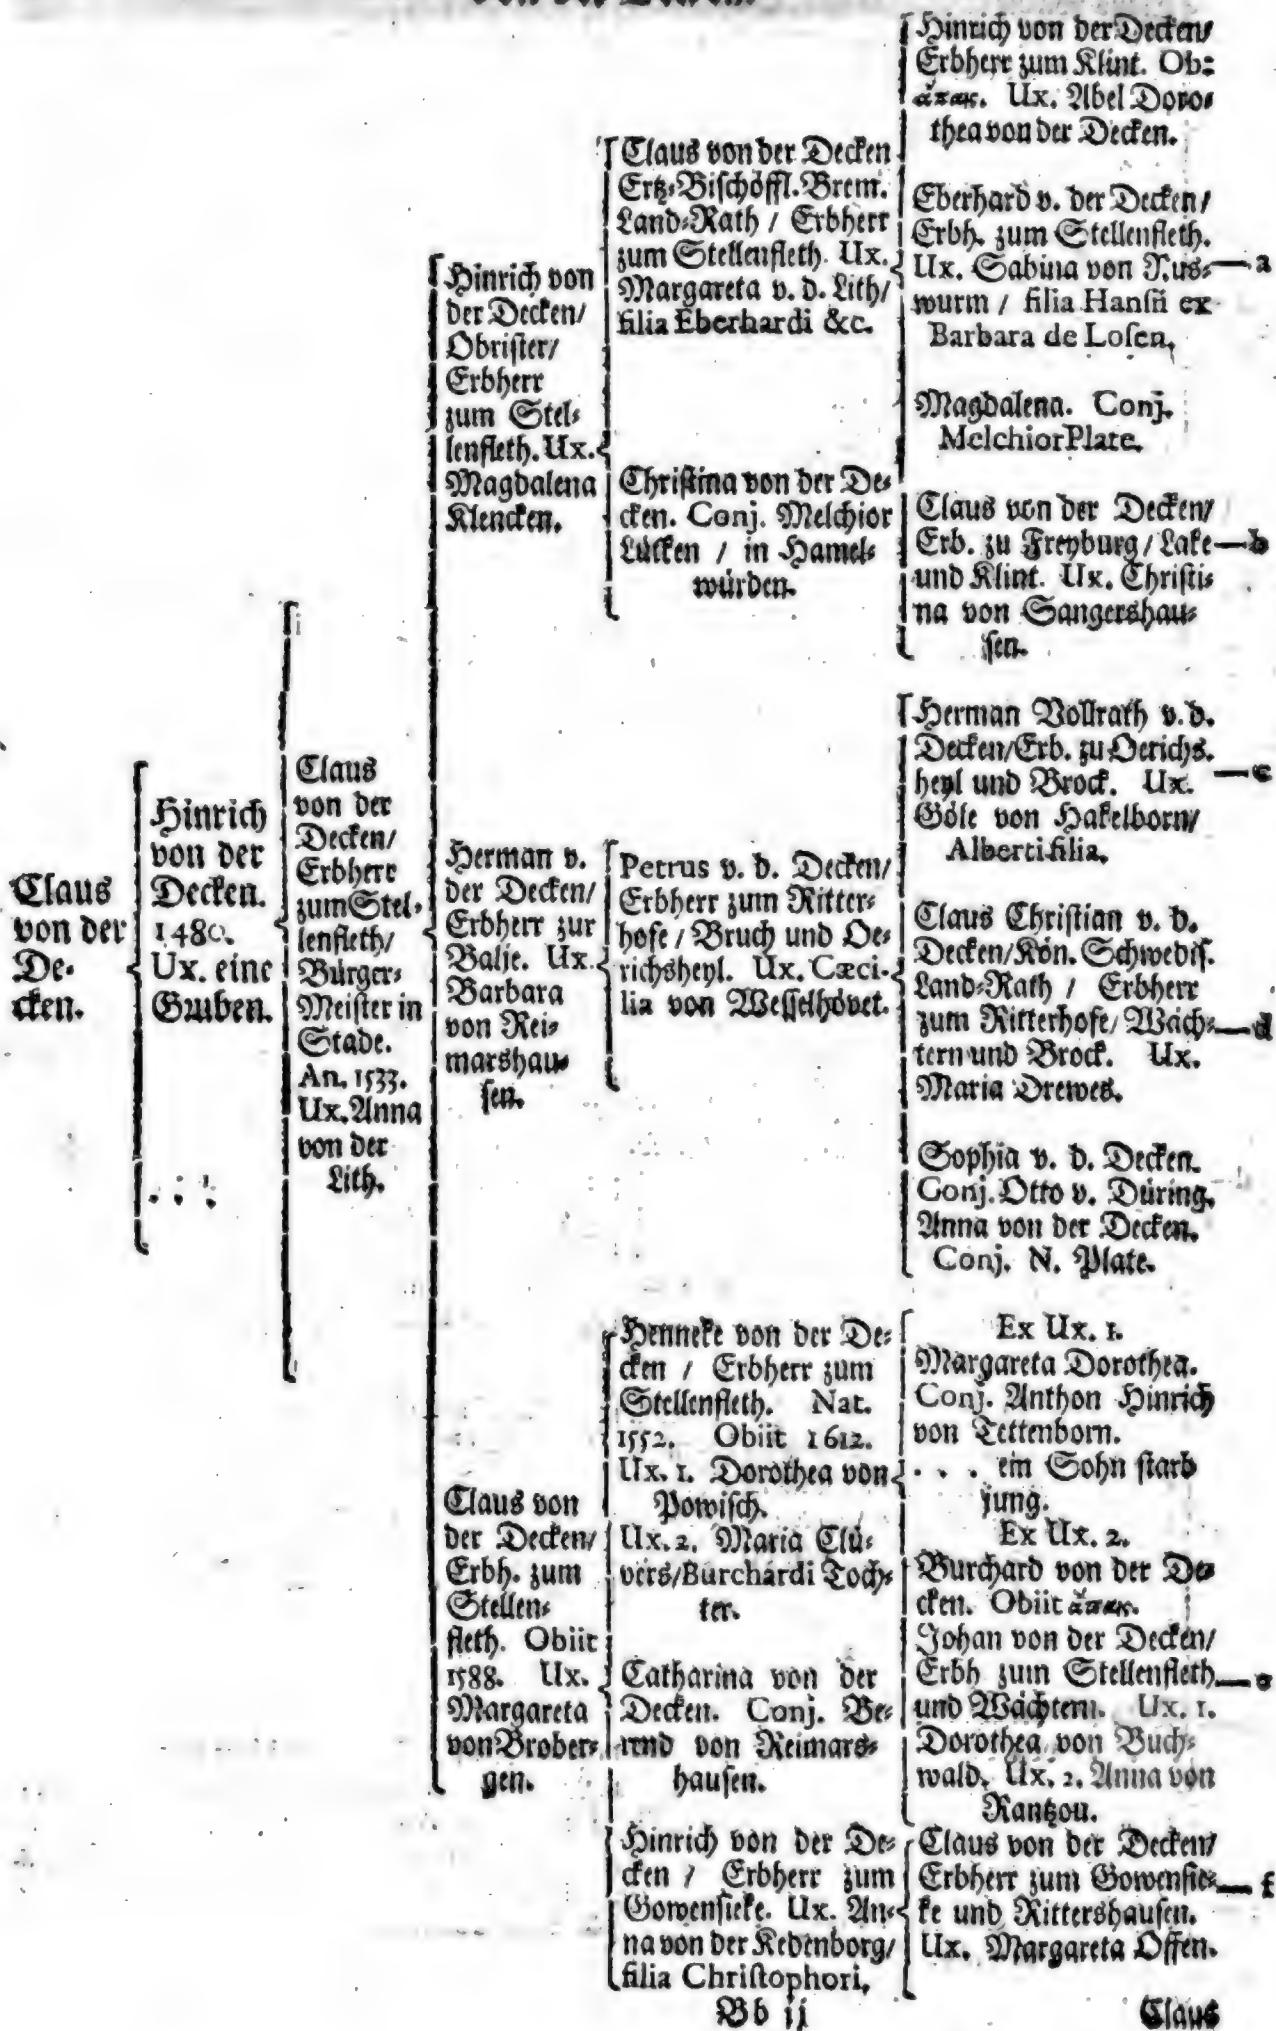 Claus
von der
De-
cken.
Hinrich
von der
Decken.
1480.
Ux. eine
Gruben.
. . .
Claus
von der
Decken/
Erbherr
zum Stel-
lenfleth/
Bürger-
Meister in
Stade.
An. 1533.
Ux. Anna
von der
Lith.
Hinrich von
der Decken/
Obrister/
Erbherr
zum Stel-
lenfleth. Ux.
Magdalena
Klencken.
Claus von der Decken
Ertz-Bischöffl. Brem.
Land-Rath / Erbherr
zum Stellenfleth. Ux.
Margareta v. d. Lith/
filia Eberhardi &c.
Hinrich von der Decken/
Erbherr zum Klint. Ob-
ἄπαις. Ux. Abel Doro-
thea von der Decken.
Eberhard v. der Decken/
Erbh. zum Stellenfleth.
Ux. Sabina von Rus- — a
wurm / filia Hansii ex
Barbara de Losen.
Magdalena. Conj.
Melchior Plate.
Claus von der Decken/
Erb. zu Freyburg / Lake — b
und Klint. Ux. Christi-
na von Sangershau-
sen.
Christina von der De-
cken. Conj. Melchior
Lütken / in Hamel-
würden.
Herman v.
der Decken/
Erbherr zur
Balje. Ux.
Barbara
von Rei-
marshau-
sen.
Petrus v. d. Decken/
Erbherr zum Ritter-
hofe / Bruch und Oe-
richsheyl. Ux. Cæci-
lia von Wesselhövet.
Herman Vollrath v. d.
Decken/Erb. zu Oerichs-
heyl und Brock. Ux. — c
Göle von Hakelborn/
Alberti filia.
Claus Christian v. d.
Decken/Kön. Schwedis.
Land-Rath / Erbherr
zum Ritterhofe/ Wäch- — d
tern und Brock. Ux.
Maria Drewes.
Sophia v. d. Decken.
Conj. Otto v. Düring.
Anna von der Decken.
Conj. N. Plate.
Claus von
der Decken/
Erbh. zum
Stellen-
fleth. Obiit
1588. Ux.
Margareta
von Brober-
gen.
Henneke von der De-
cken / Erbherr zum
Stellenfleth. Nat.
1552. Obiit 1612.
Ux. 1. Dorothea von
Powisch.
Ux. 2. Maria Clü-
vers/Burchardi Toch-
ter.
Ex Ux. 1.
Margareta Dorothea.
Conj. Anthon Hinrich
von Tettenborn.
. . . ein Sohn starb
jung.
Ex Ux. 2.
Burchard von der De-
cken. Obiit ἄπαις.
Johan von der Decken/
Erbh zum Stellenfleth — e
und Wächtern. Ux. 1.
Dorothea von Buch-
wald. Ux. 2. Anna von
Rantzou.
Catharina von der
Decken. Conj. Be-
rend von Reimars-
hausen.
Hinrich von der De-
cken / Erbherr zum
Gowensieke. Ux. An-
na von der Kedenborg/
filia Christophori.
Claus von der Decken/
Erbherr zum Gowensie- — f
ke und Rittershausen.
Ux. Margareta Offen.
Bb ij
Claus